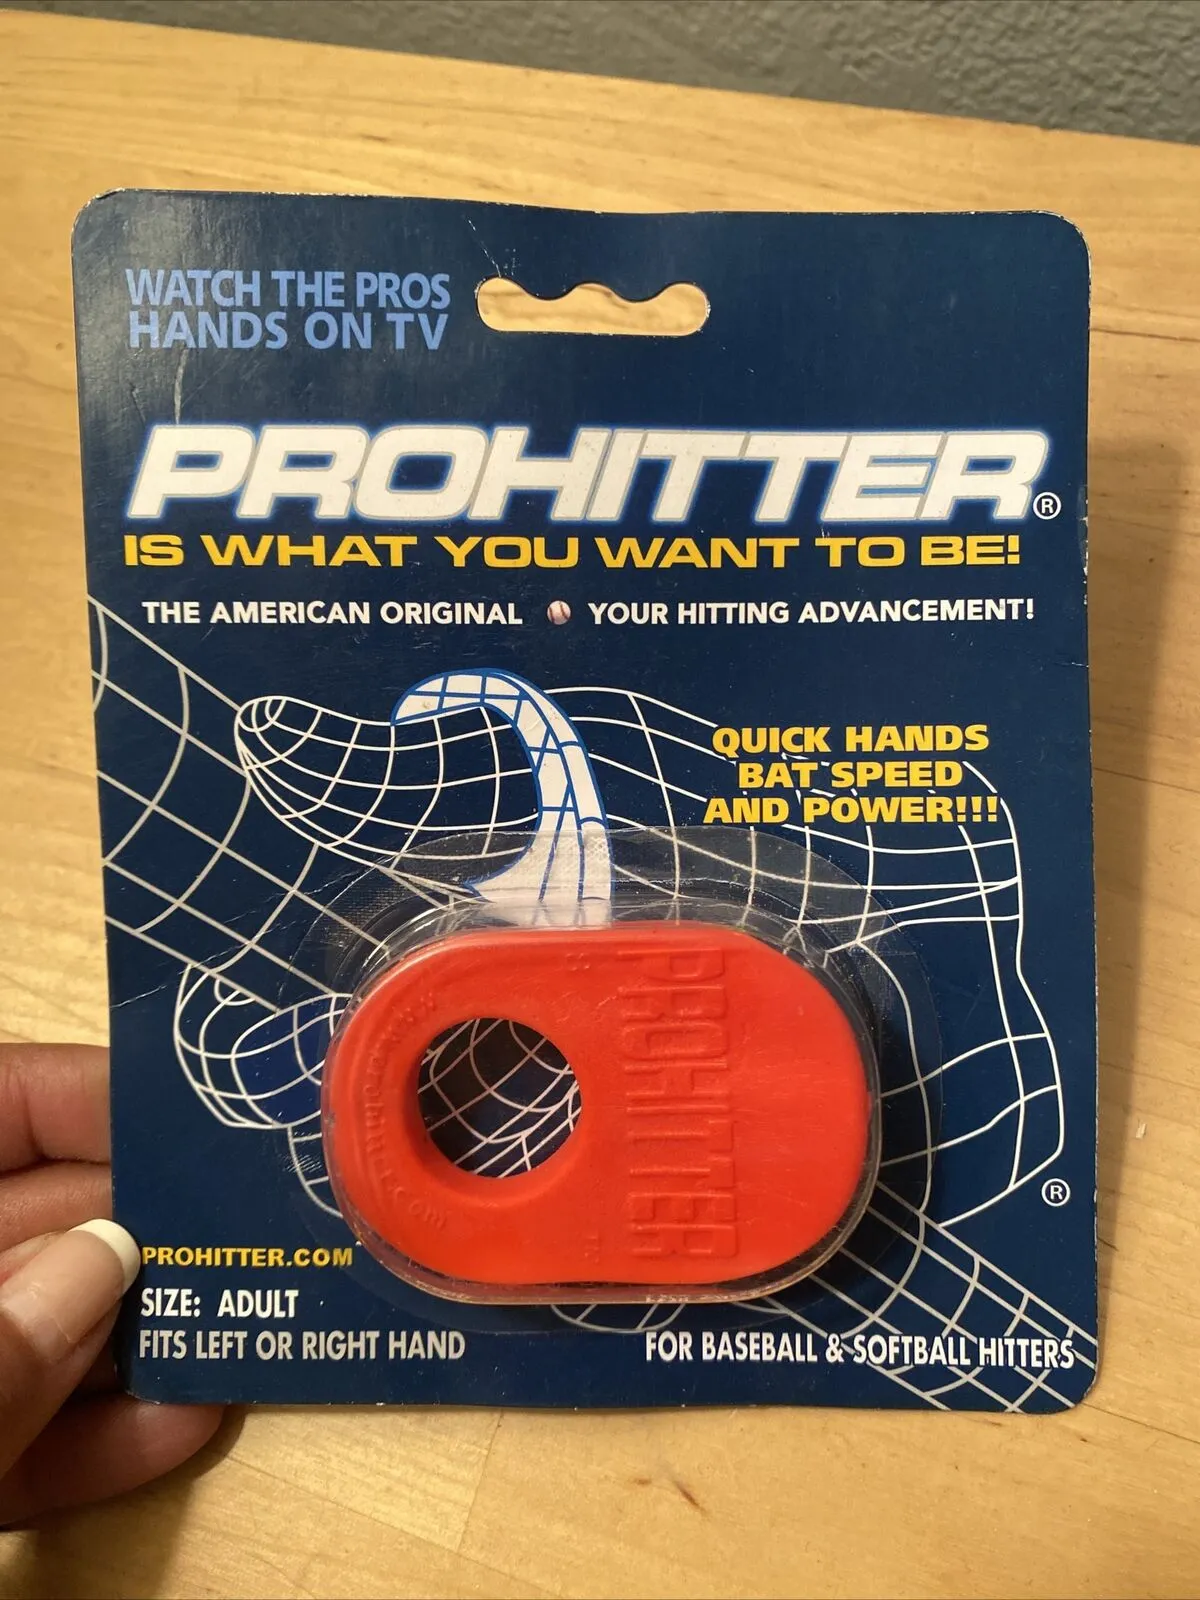 WATCH THE PROS
HANDS ON TV
PROHITTER®
IS WHAT YOU WANT TO BE!
THE AMERICAN ORIGINAL YOUR HITTING ADVANCEMENT!
QUICK HANDS
BAT SPEED
AND POWER!!!
PROHITTER
®
PROHITTER.COM
SIZE: ADULT
FITS LEFT OR RIGHT HAND
FOR BASEBALL & SOFTBALL HITTERS